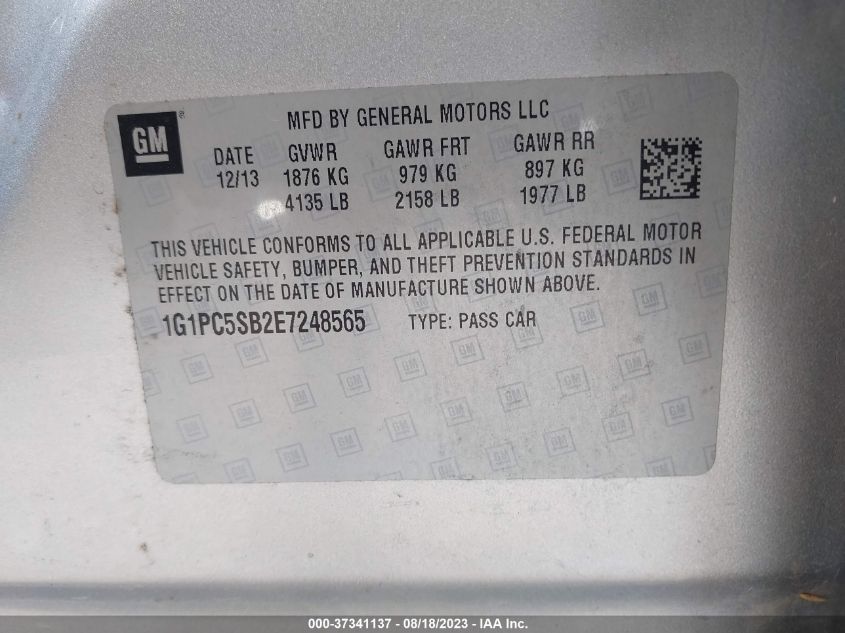 GM ®
MFD BY GENERAL MOTORS LLC
DATE GVWR GAWR FRT GAWR RR
12/13 1876 KG 979 KG 897 KG
4135 LB 2158 LB 1977 LB
THIS VEHICLE CONFORMS TO ALL APPLICABLE U.S. FEDERAL MOTOR
VEHICLE SAFETY, BUMPER, AND THEFT PREVENTION STANDARDS IN
EFFECT ON THE DATE OF MANUFACTURE SHOWN ABOVE.
1G1PC5SB2E7248565 TYPE: PASS CAR
000-37341137 - 08/18/2023 - IAA Inc.